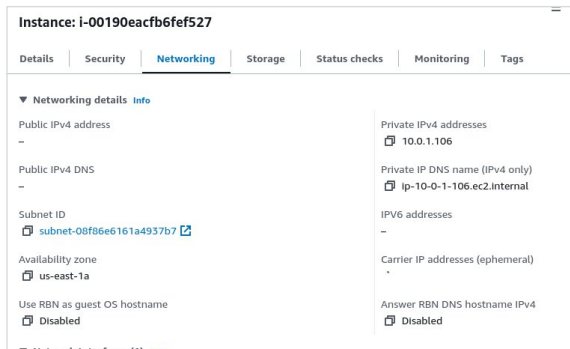 Instance: i-00190eacfb6fef527
Details Security Networking Storage Status checks Monitoring Tags
▼ Networking details Info
Public IPv4 address
–
Private IPv4 addresses
10.0.1.106
Public IPv4 DNS
–
Private IP DNS name (IPv4 only)
ip-10-0-1-106.ec2.internal
Subnet ID
subnet-08f86e6161a4937b7
IPV6 addresses
–
Availability zone
us-east-1a
Carrier IP addresses (ephemeral)
Use RBN as guest OS hostname
Disabled
Answer RBN DNS hostname IPv4
Disabled